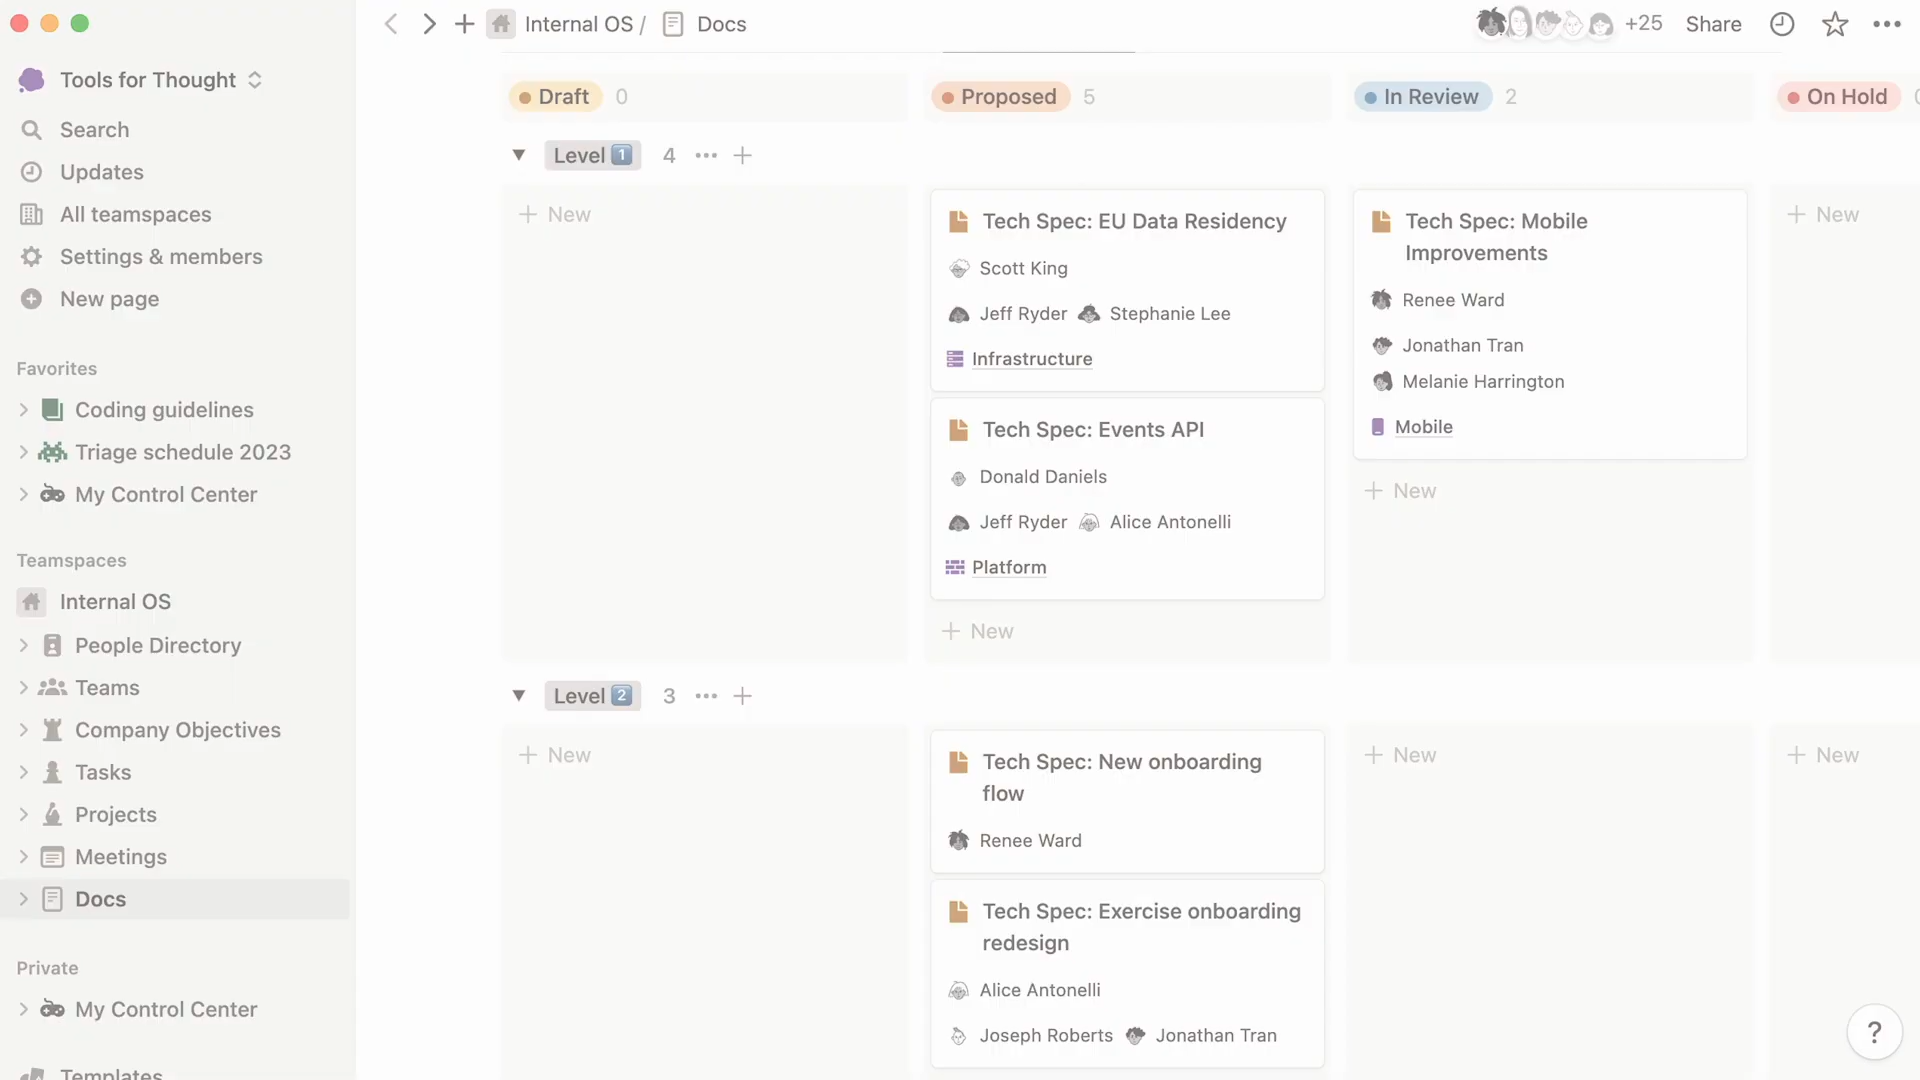 Internal OS /
Docs
+25
Share
Tools for Thought
Search
Updates
All teamspaces
Settings & members
New page
Favorites
Coding guidelines
Triage schedule 2023
My Control Center
Teamspaces
Internal OS
People Directory
Teams
Company Objectives
Tasks
Projects
Meetings
Docs
Private
My Control Center
Templates
Draft 0
Proposed 5
In Review 2
On Hold
Level 1 4
New
Tech Spec: EU Data Residency
Scott King
Jeff Ryder Stephanie Lee
Infrastructure
Tech Spec: Events API
Donald Daniels
Jeff Ryder Alice Antonelli
Platform
New
Tech Spec: Mobile
Improvements
Renee Ward
Jonathan Tran
Melanie Harrington
Mobile
New
New
Level 2 3
New
Tech Spec: New onboarding
flow
Renee Ward
Tech Spec: Exercise onboarding
redesign
Alice Antonelli
Joseph Roberts Jonathan Tran
New
New
?